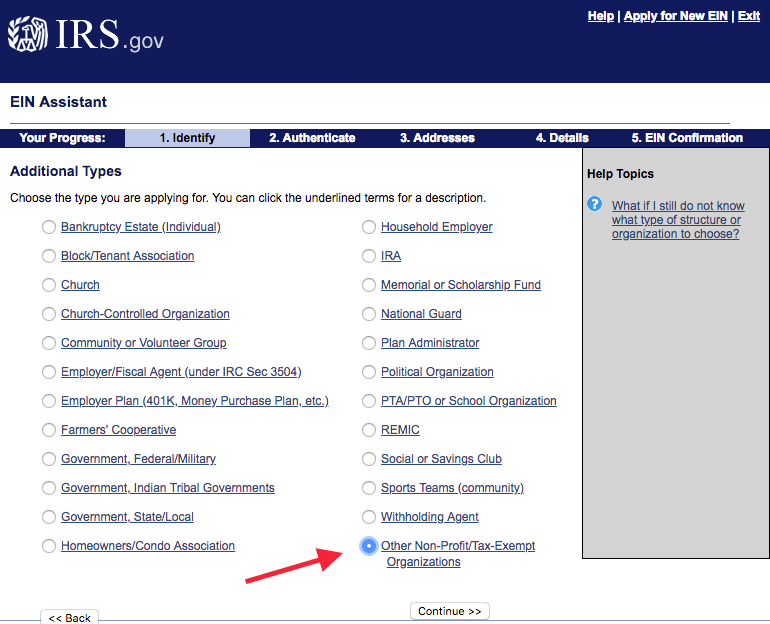 Help | Apply for New EIN | Exit
IRS.gov
EIN Assistant
Your Progress: 1. Identify 2. Authenticate 3. Addresses 4. Details 5. EIN Confirmation
Additional Types
Choose the type you are applying for. You can click the underlined terms for a description.
Bankruptcy Estate (Individual)
Block/Tenant Association
Church
Church-Controlled Organization
Community or Volunteer Group
Employer/Fiscal Agent (under IRC Sec 3504)
Employer Plan (401K, Money Purchase Plan, etc.)
Farmers' Cooperative
Government, Federal/Military
Government, Indian Tribal Governments
Government, State/Local
Homeowners/Condo Association
Household Employer
IRA
Memorial or Scholarship Fund
National Guard
Plan Administrator
Political Organization
PTA/PTO or School Organization
REMIC
Social or Savings Club
Sports Teams (community)
Withholding Agent
Other Non-Profit/Tax-Exempt
Organizations
<< Back
Continue >>
Help Topics
?
What if I still do not know
what type of structure or
organization to choose?